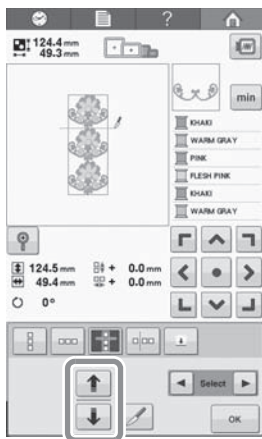 ?
124.4 mm
49.3 mm
min
KHAKI
WARM GRAY
PINK
FLESH PINK
KHAKI
WARM GRAY
124.5 mm + 0.0 mm
49.4 mm + 0.0 mm
0°
Select
OK